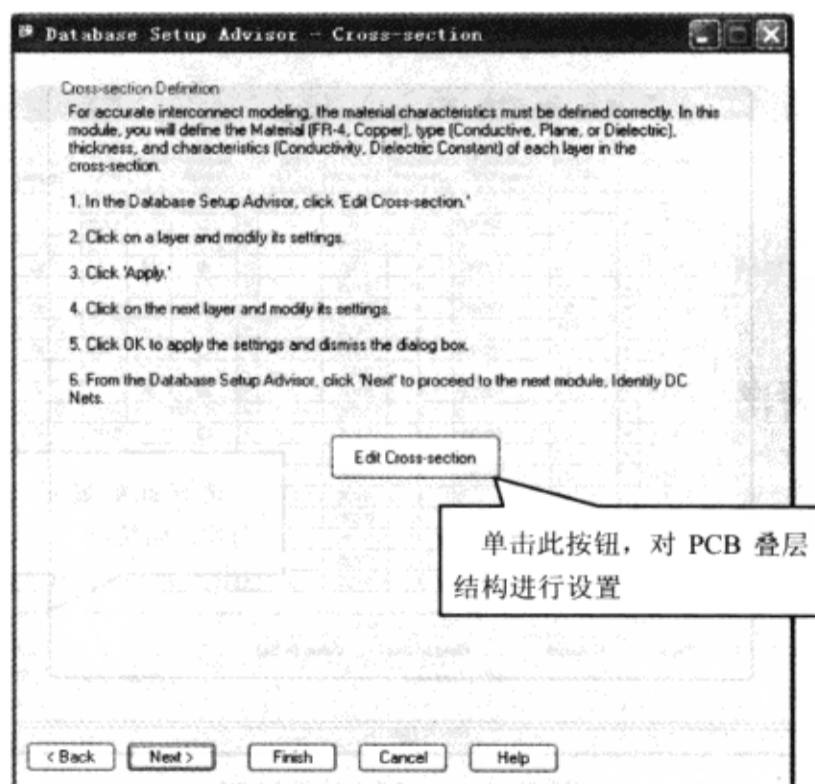 Database Setup Advisor - Cross-section
Cross-section Definition
For accurate interconnect modeling, the material characteristics must be defined correctly. In this
module, you will define the Material (FR-4, Copper), type (Conductive, Plane, or Dielectric),
thickness, and characteristics (Conductivity, Dielectric Constant) of each layer in the
cross-section.
1. In the Database Setup Advisor, click 'Edit Cross-section.'
2. Click on a layer and modify its settings.
3. Click 'Apply.'
4. Click on the next layer and modify its settings.
5. Click OK to apply the settings and dismiss the dialog box.
6. From the Database Setup Advisor, click 'Next' to proceed to the next module, Identify DC
Nets.
Edit Cross-section
单击此按钮，对 PCB 叠层
结构进行设置
< Back Next > Finish Cancel Help